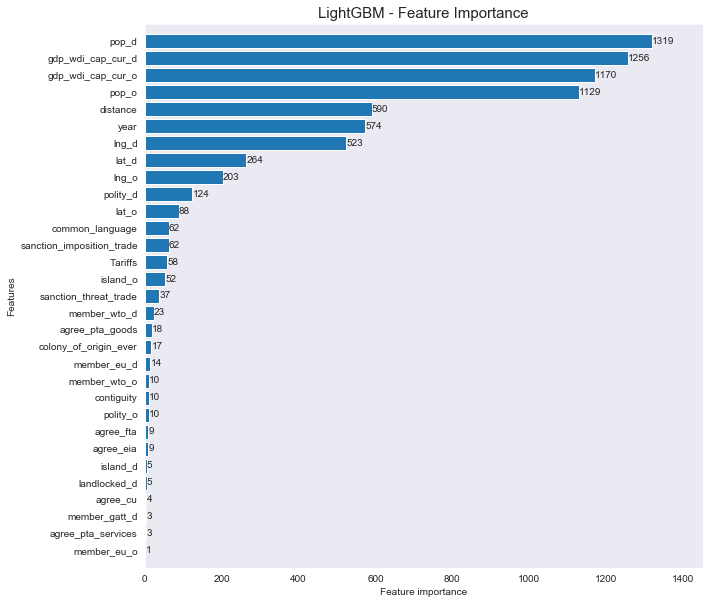 LightGBM - Feature Importance
Features
pop_d 1319
gdp_wdi_cap_cur_d 1256
gdp_wdi_cap_cur_o 1170
pop_o 1129
distance 590
year 574
lng_d 523
lat_d 264
lng_o 203
polity_d 124
lat_o 88
common_language 62
sanction_imposition_trade 62
Tariffs 58
island_o 52
sanction_threat_trade 37
member_wto_d 23
agree_pta_goods 18
colony_of_origin_ever 17
member_eu_d 14
member_wto_o 10
contiguity 10
polity_o 10
agree_fta 9
agree_eia 9
island_d 5
landlocked_d 5
agree_cu 4
member_gatt_d 3
agree_pta_services 3
member_eu_o 1
0 200 400 600 800 1000 1200 1400
Feature importance